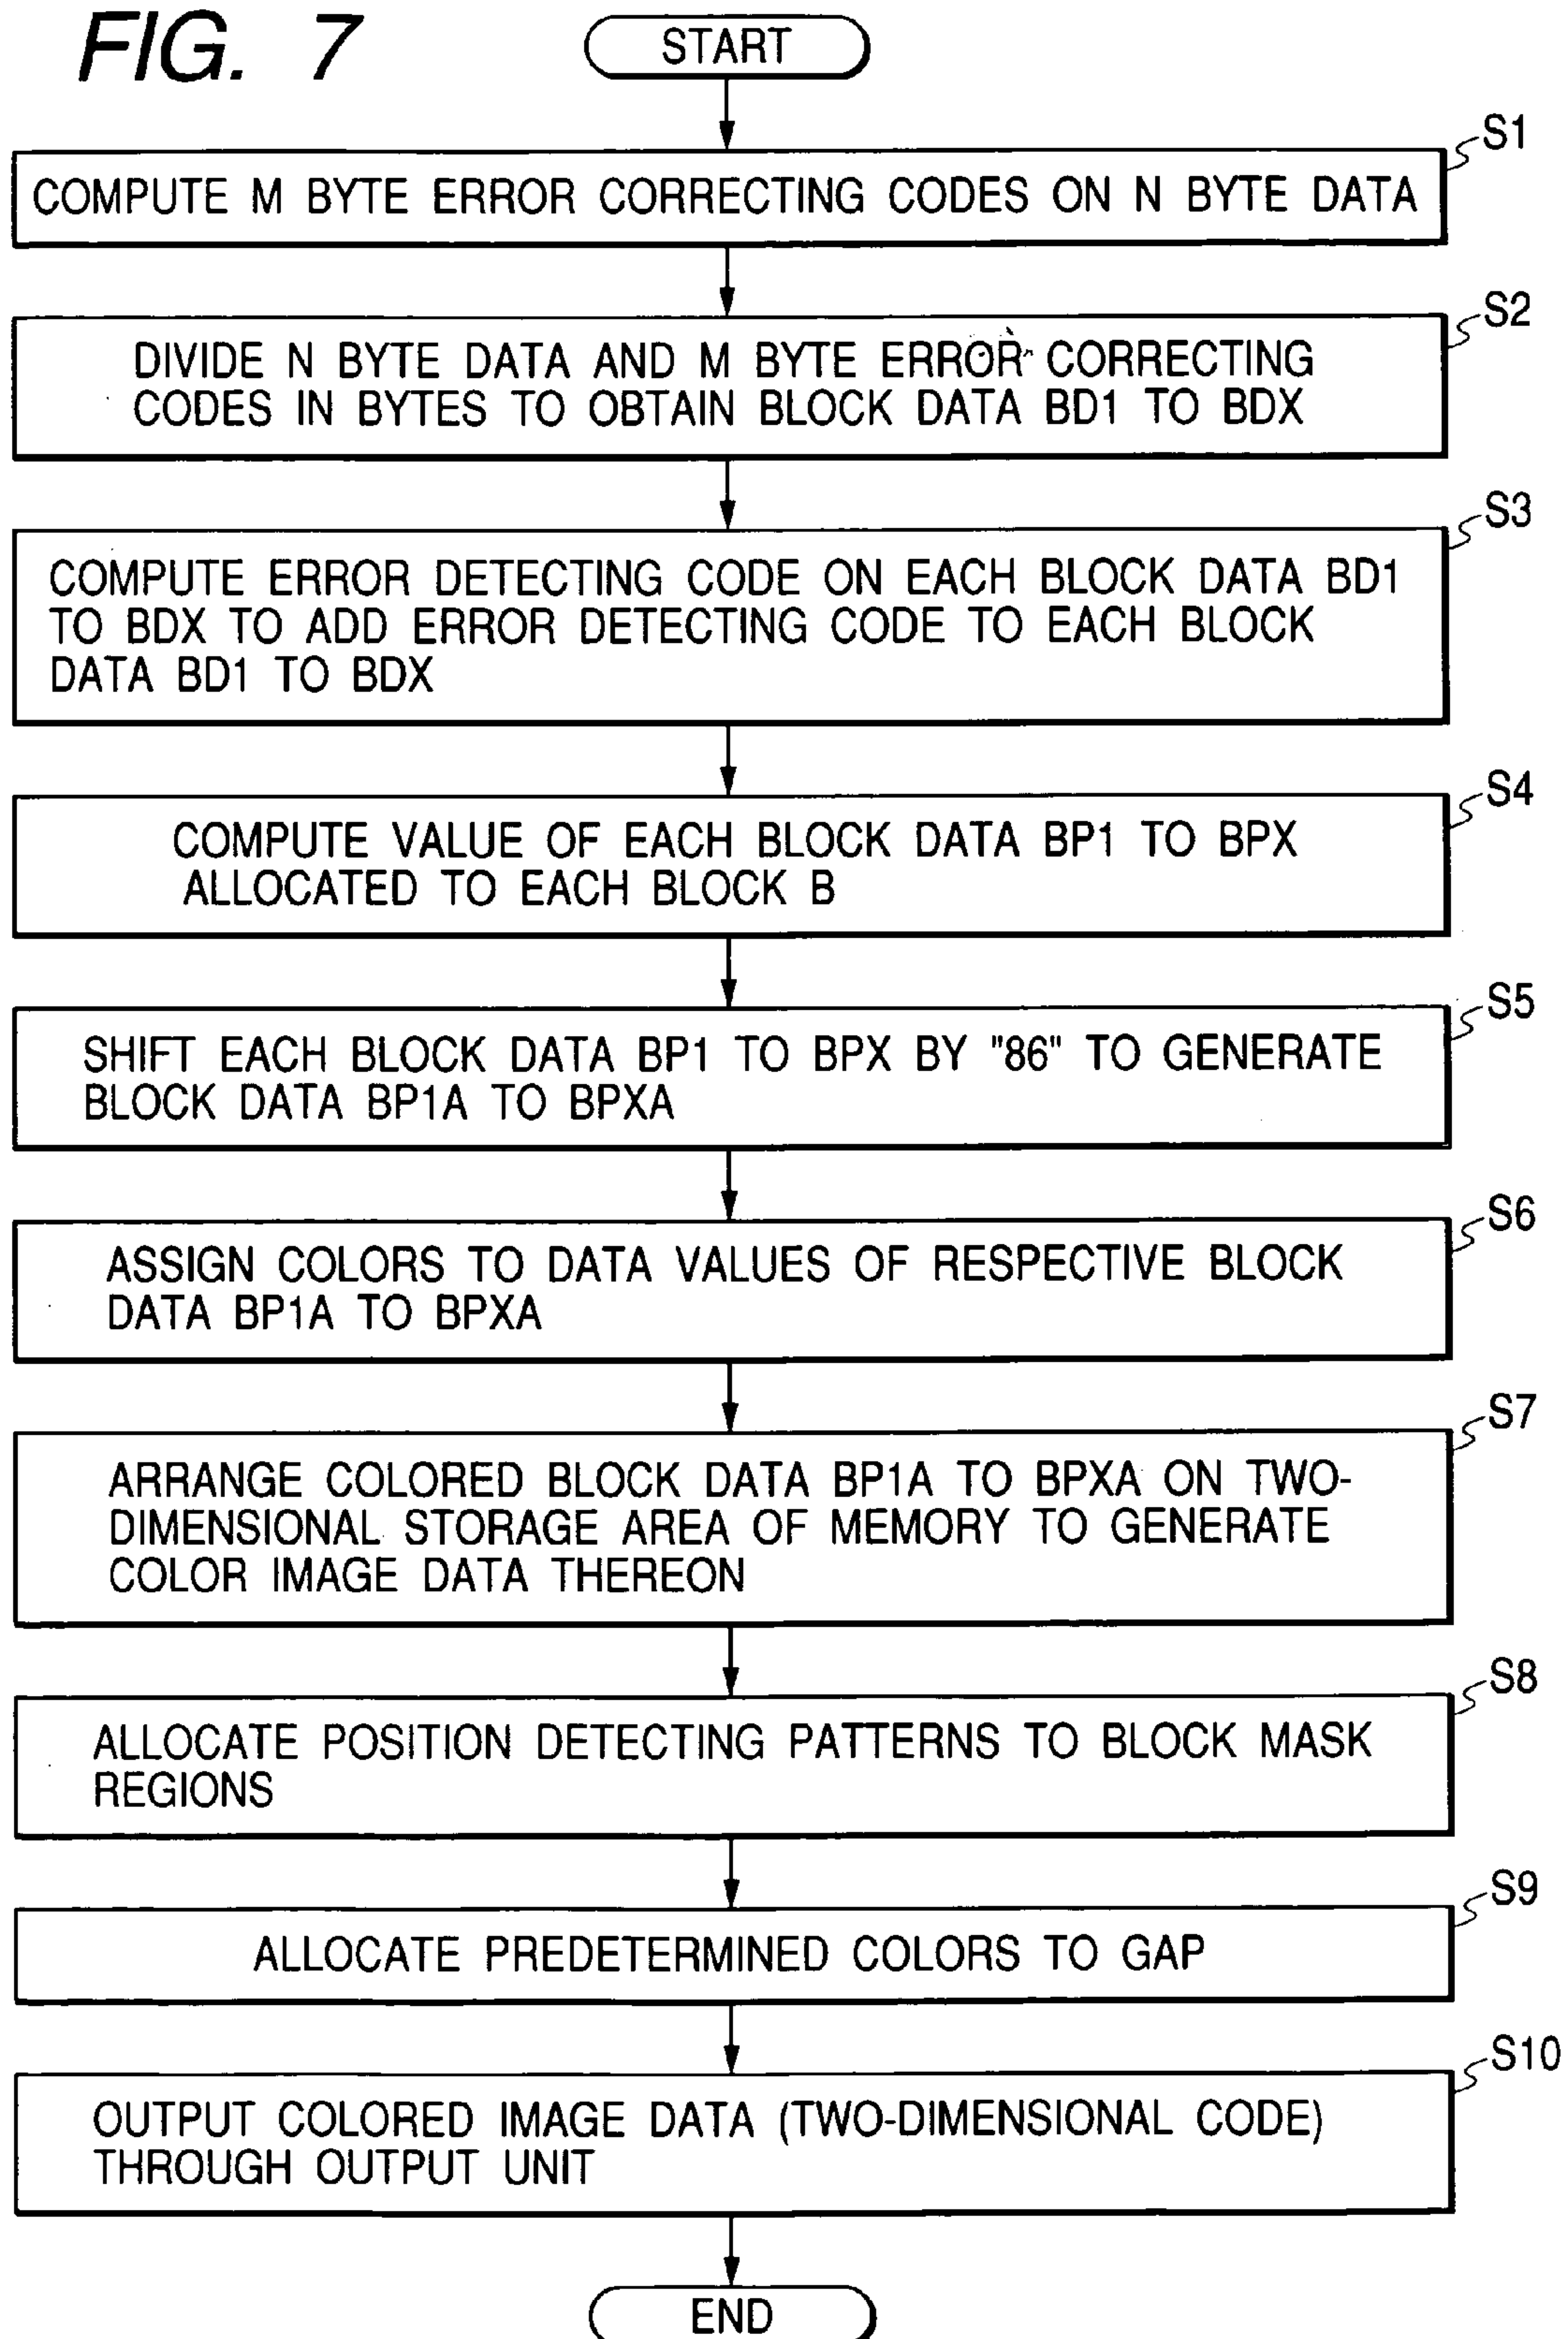 FIG. 7
START
S1
COMPUTE M BYTE ERROR CORRECTING CODES ON N BYTE DATA
S2
DIVIDE N BYTE DATA AND M BYTE ERROR CORRECTING
CODES IN BYTES TO OBTAIN BLOCK DATA BD1 TO BDX
S3
COMPUTE ERROR DETECTING CODE ON EACH BLOCK DATA BD1
TO BDX TO ADD ERROR DETECTING CODE TO EACH BLOCK
DATA BD1 TO BDX
S4
COMPUTE VALUE OF EACH BLOCK DATA BP1 TO BPX
ALLOCATED TO EACH BLOCK B
S5
SHIFT EACH BLOCK DATA BP1 TO BPX BY "86" TO GENERATE
BLOCK DATA BP1A TO BPXA
S6
ASSIGN COLORS TO DATA VALUES OF RESPECTIVE BLOCK
DATA BP1A TO BPXA
S7
ARRANGE COLORED BLOCK DATA BP1A TO BPXA ON TWO-
DIMENSIONAL STORAGE AREA OF MEMORY TO GENERATE
COLOR IMAGE DATA THEREON
S8
ALLOCATE POSITION DETECTING PATTERNS TO BLOCK MASK
REGIONS
S9
ALLOCATE PREDETERMINED COLORS TO GAP
S10
OUTPUT COLORED IMAGE DATA (TWO-DIMENSIONAL CODE)
THROUGH OUTPUT UNIT
END